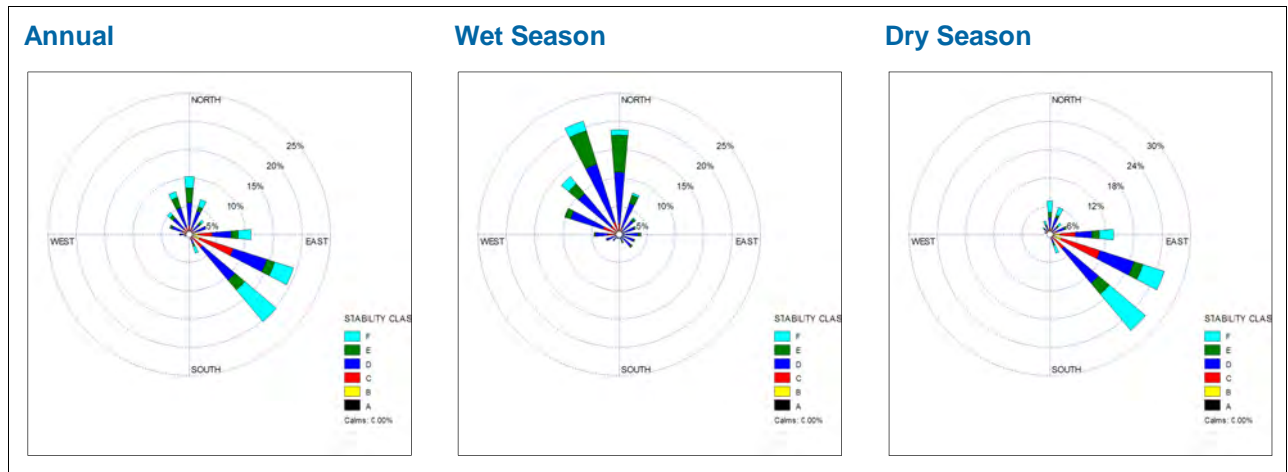 Annual
NORTH
25%
20%
15%
10%
5%
WEST
EAST
SOUTH
STABILITY CLAS
F
E
D
C
B
A
Calms: 0.00%
Wet Season
NORTH
25%
20%
15%
10%
5%
WEST
EAST
SOUTH
STABILITY CLAS
F
E
D
C
B
A
Calms: 0.00%
Dry Season
NORTH
30%
24%
18%
12%
6%
WEST
EAST
SOUTH
STABILITY CLAS
F
E
D
C
B
A
Calms: 0.00%